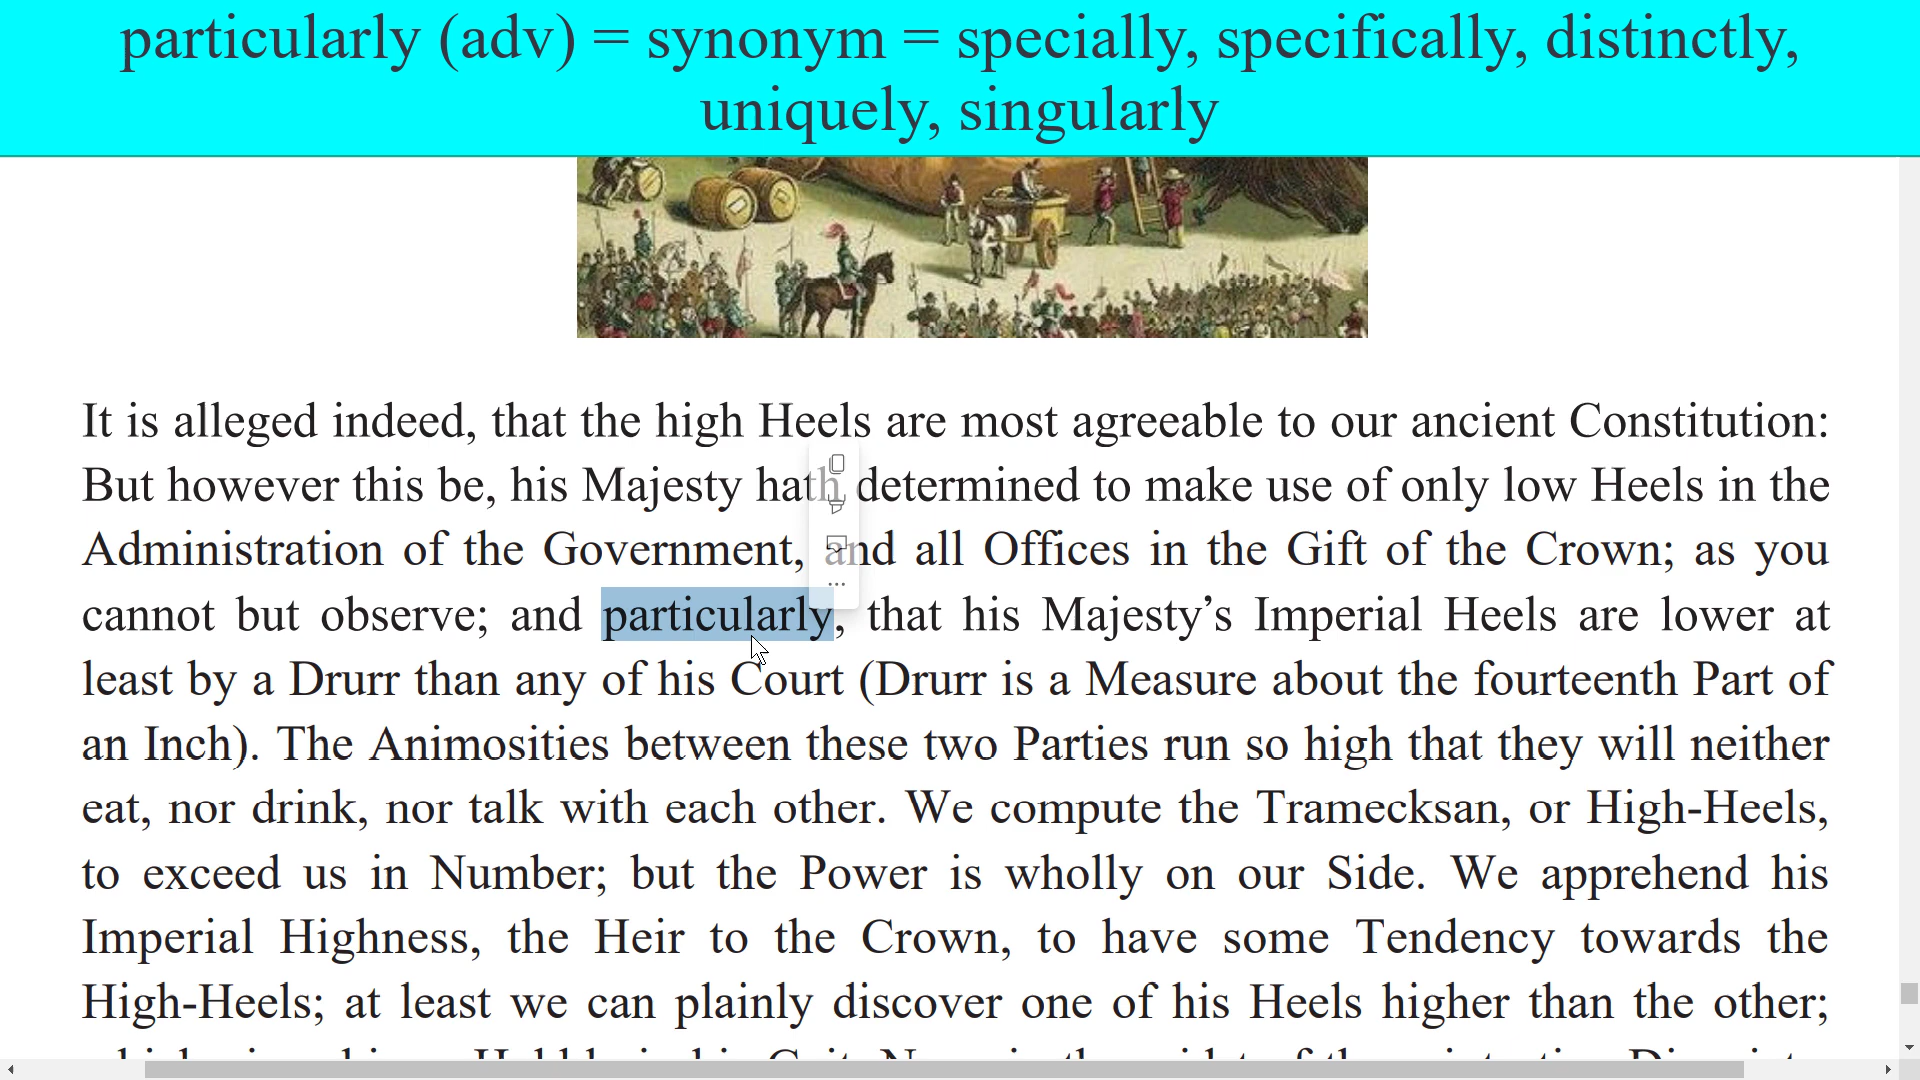 particularly (adv) = synonym = specially, specifically, distinctly,
uniquely, singularly
It is alleged indeed, that the high Heels are most agreeable to our ancient Constitution:
But however this be, his Majesty hath determined to make use of only low Heels in the
Administration of the Government, and all Offices in the Gift of the Crown; as you
cannot but observe; and particularly, that his Majesty’s Imperial Heels are lower at
least by a Drurr than any of his Court (Drurr is a Measure about the fourteenth Part of
an Inch). The Animosities between these two Parties run so high that they will neither
eat, nor drink, nor talk with each other. We compute the Tramecksan, or High-Heels,
to exceed us in Number; but the Power is wholly on our Side. We apprehend his
Imperial Highness, the Heir to the Crown, to have some Tendency towards the
High-Heels; at least we can plainly discover one of his Heels higher than the other;